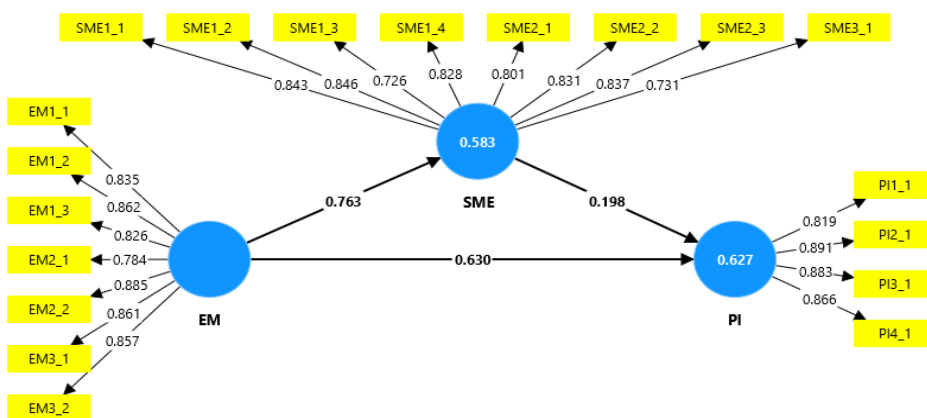 SME1_1 SME1_2 SME1_3 SME1_4 SME2_1 SME2_2 SME2_3 SME3_1
0.843 0.846 0.726 0.828 0.801 0.831 0.837 0.731
EM1_1
EM1_2
EM1_3
EM2_1
EM2_2
EM3_1
EM3_2
0.835
0.862
0.826
0.784
0.885
0.861
0.857
EM
0.763
0.583
SME
0.198
0.630
0.627
PI
0.819
0.891
0.883
0.866
PI1_1
PI2_1
PI3_1
PI4_1